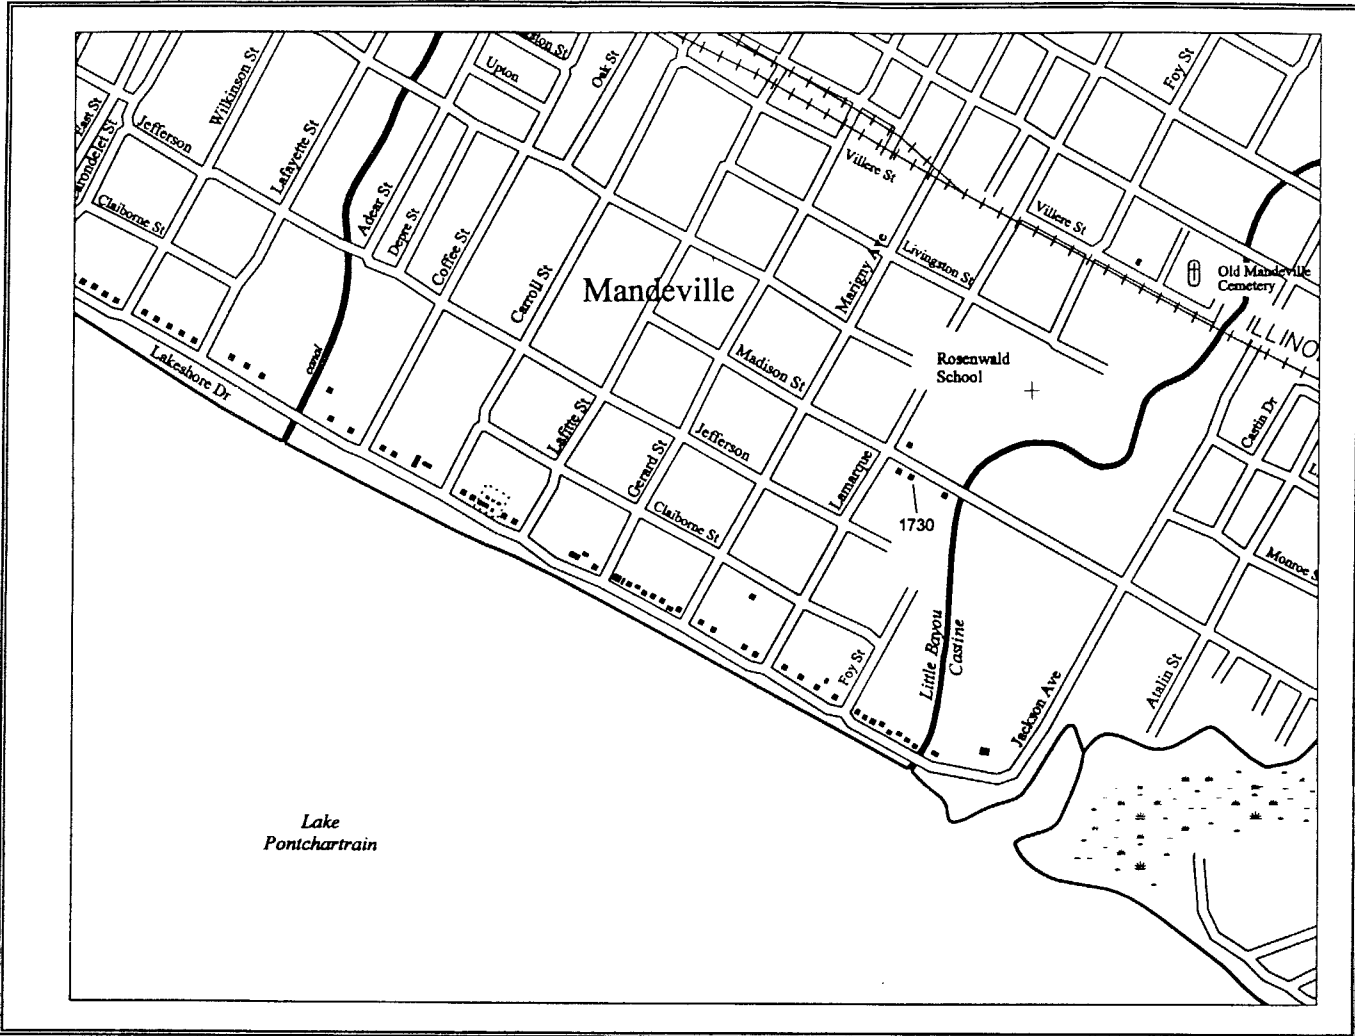 Upton
Oak St
Foy St
Wilkinson St
East St
Jefferson
Lafayette St
Villere St
Adear St
Depre St
Claiborne St
Villere St
Coffee St
Marigny Ave
Livingston St
Old Mandeville
Cemetery
Carroll St
Mandeville
ILLINO
canal
Lakeshore Dr
Madison St
Rosenwald
School
Castin Dr
Lafitte St
Jefferson
Gerard St
Lamarque
Claiborne St
1730
Monroe S
Little Bayou
Castine
Foy St
Atalin St
Jackson Ave
Lake
Pontchartrain